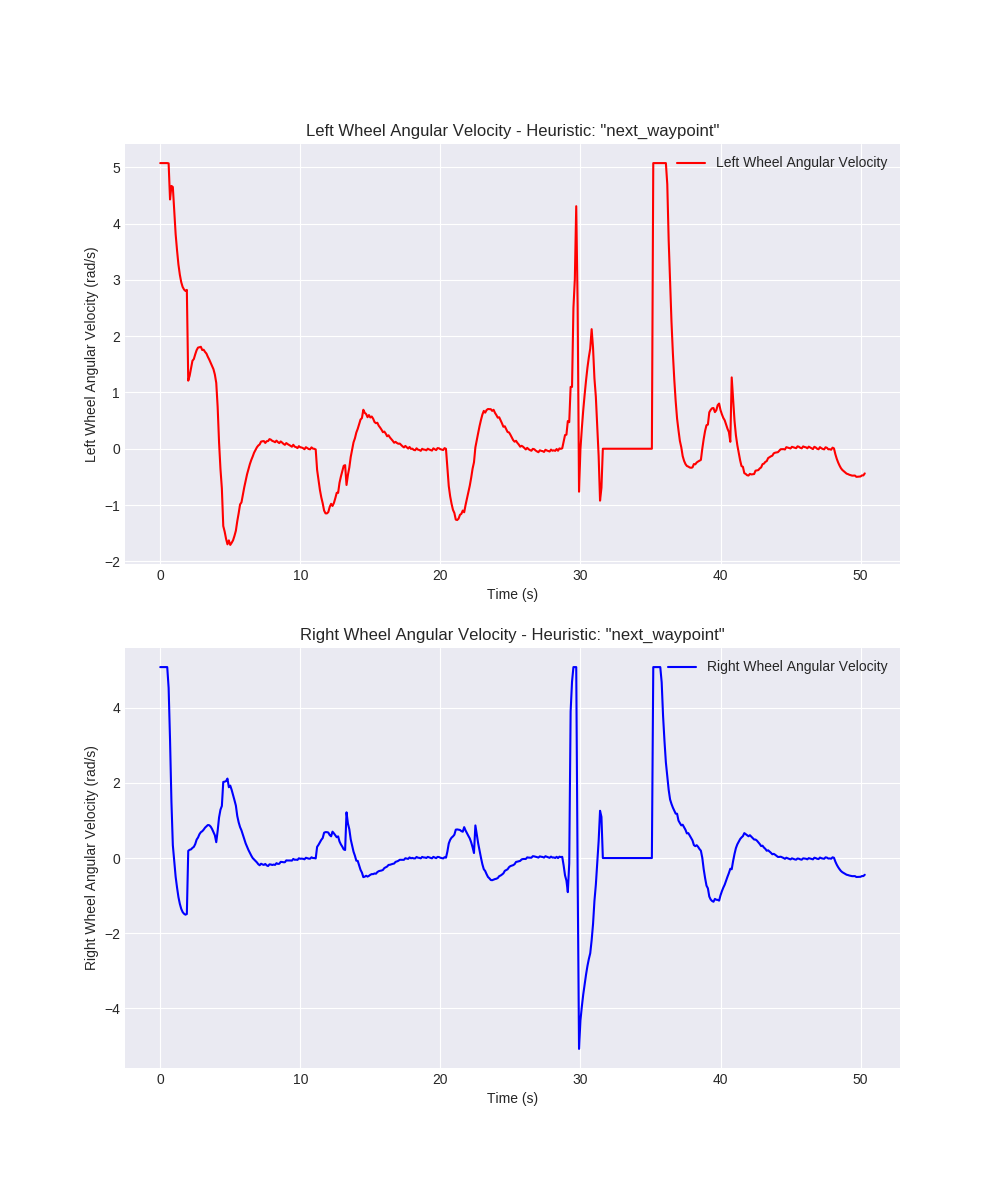 Left Wheel Angular Velocity - Heuristic: "next_waypoint"
Left Wheel Angular Velocity
Left Wheel Angular Velocity (rad/s)
5
4
3
2
1
0
−1
−2
0 10 20 30 40 50
Time (s)
Right Wheel Angular Velocity - Heuristic: "next_waypoint"
Right Wheel Angular Velocity
Right Wheel Angular Velocity (rad/s)
4
2
0
−2
−4
0 10 20 30 40 50
Time (s)